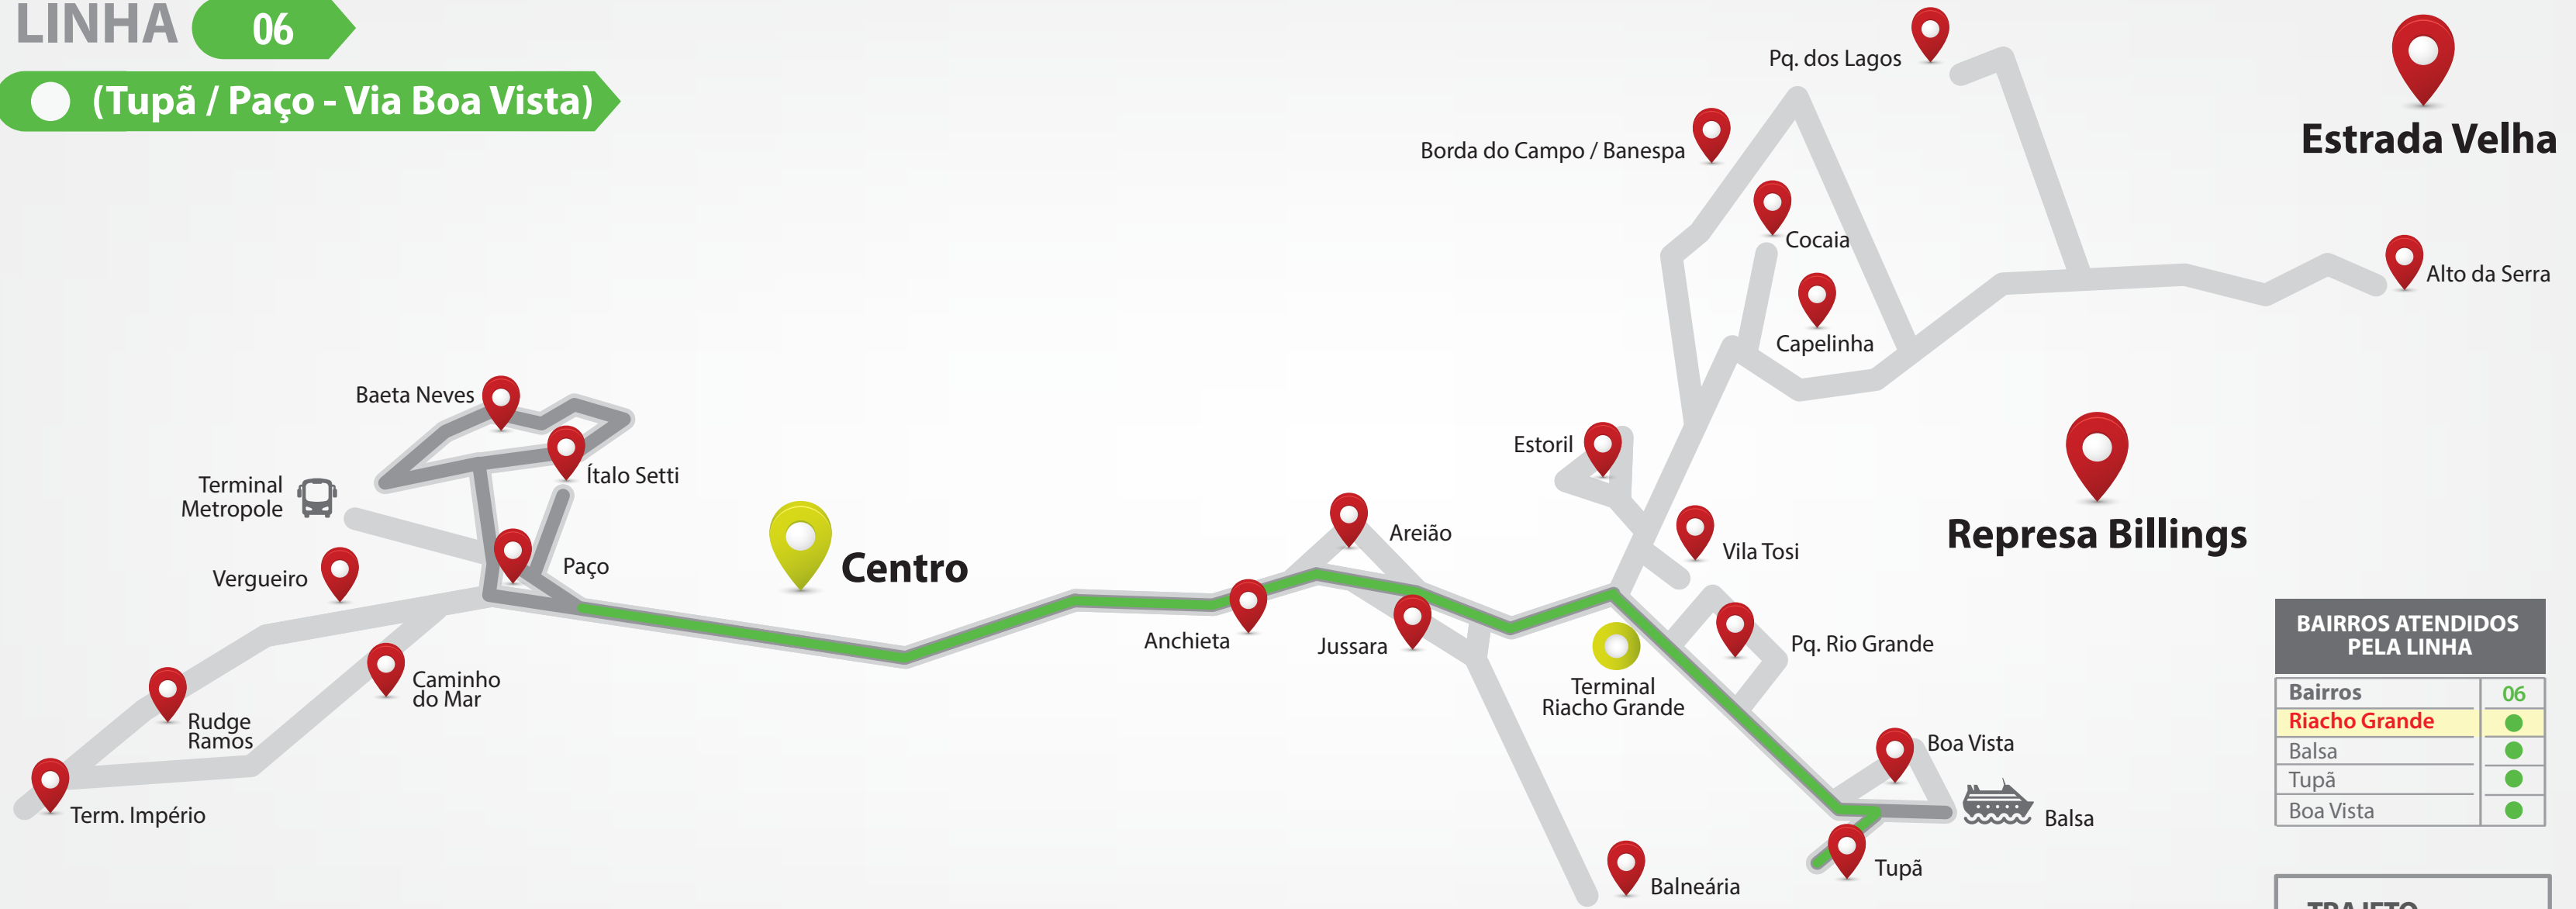 LINHA 06
(Tupã / Paço - Via Boa Vista)
Pq. dos Lagos
Estrada Velha
Borda do Campo / Banespa
Cocaia
Alto da Serra
Capelinha
Baeta Neves
Estoril
Ítalo Setti
Terminal
Metropole
Areião
Represa Billings
Vila Tosi
Paço
Centro
Vergueiro
Anchieta
Jussara
Pq. Rio Grande
Caminho
do Mar
Terminal
Riacho Grande
Rudge
Ramos
Boa Vista
Term. Império
Balsa
Tupã
Balneária
BAIRROS ATENDIDOS
PELA LINHA
Bairros 06
Riacho Grande
Balsa
Tupã
Boa Vista
TRAJETO